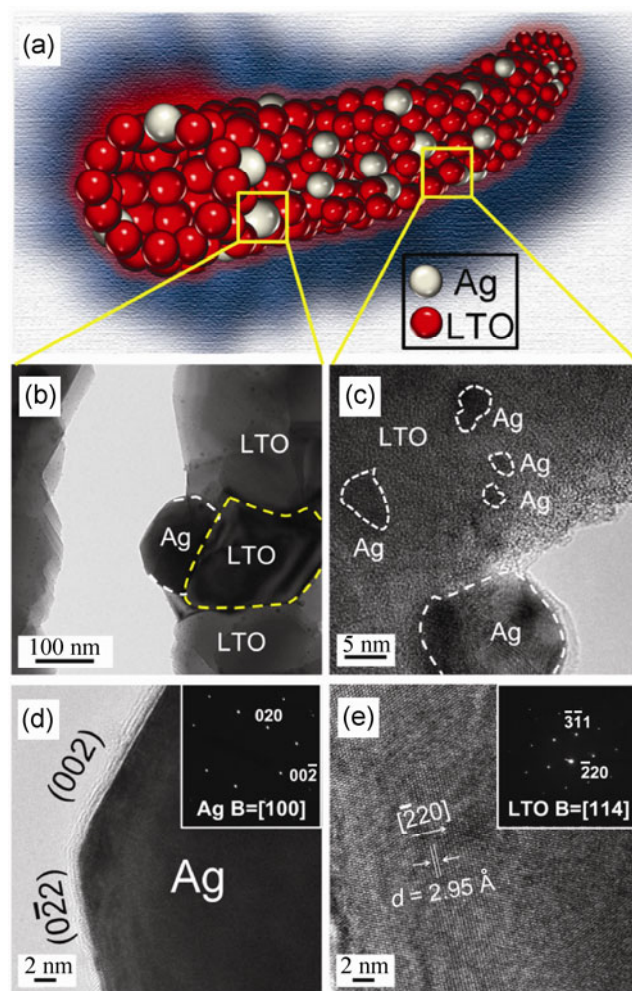 (a)
Ag
LTO
(b)
LTO
Ag
LTO
LTO
100 nm
(c)
LTO
Ag
Ag
Ag
Ag
Ag
5 nm
(d)
(002)
(02̄2)
020
002̄
Ag B=[100]
Ag
2 nm
(e)
3̄1̄1
2̄20
LTO B=[114]
[2̄20]
d = 2.95 Å
2 nm